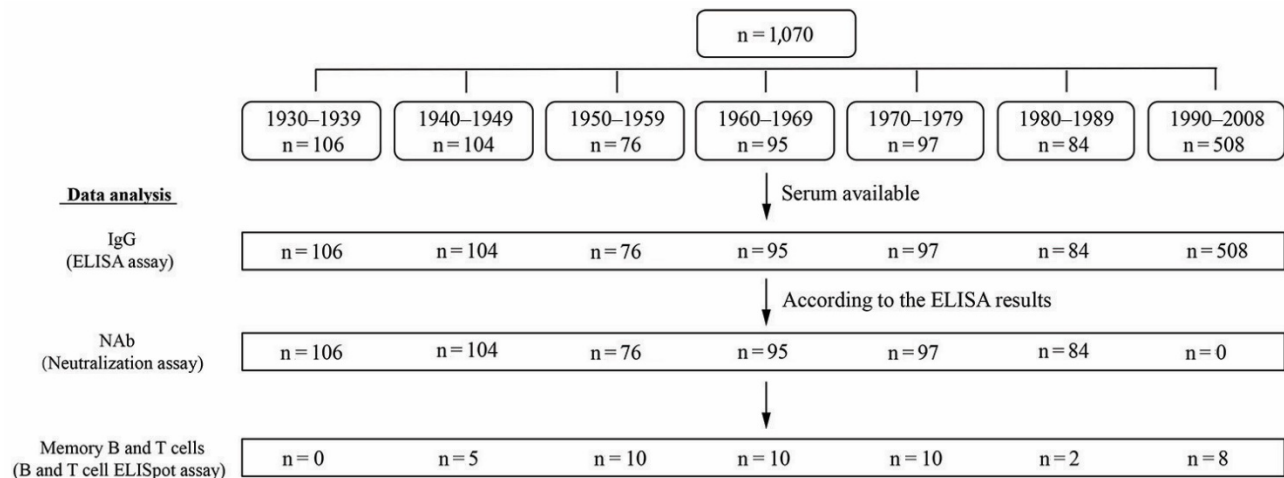 n = 1,070
1930–1939 1940–1949 1950–1959 1960–1969 1970–1979 1980–1989 1990–2008
n = 106 n = 104 n = 76 n = 95 n = 97 n = 84 n = 508
Data analysis
Serum available
IgG
(ELISA assay)
n = 106 n = 104 n = 76 n = 95 n = 97 n = 84 n = 508
According to the ELISA results
NAb
(Neutralization assay)
n = 106 n = 104 n = 76 n = 95 n = 97 n = 84 n = 0
Memory B and T cells
(B and T cell ELISpot assay)
n = 0 n = 5 n = 10 n = 10 n = 10 n = 2 n = 8